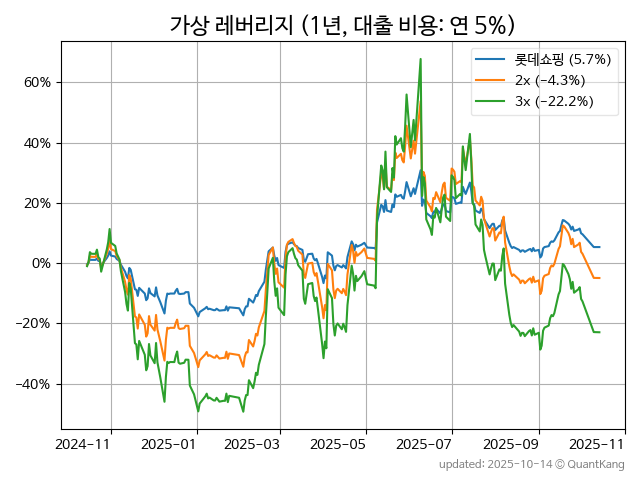 가상 레버리지 (1년, 대출 비용: 연 5%)
롯데쇼핑 (5.7%)
2x (−4.3%)
3x (−22.2%)
60%
40%
20%
0%
−20%
−40%
2024-11 2025-01 2025-03 2025-05 2025-07 2025-09 2025-11
updated: 2025-10-14 © QuantKang